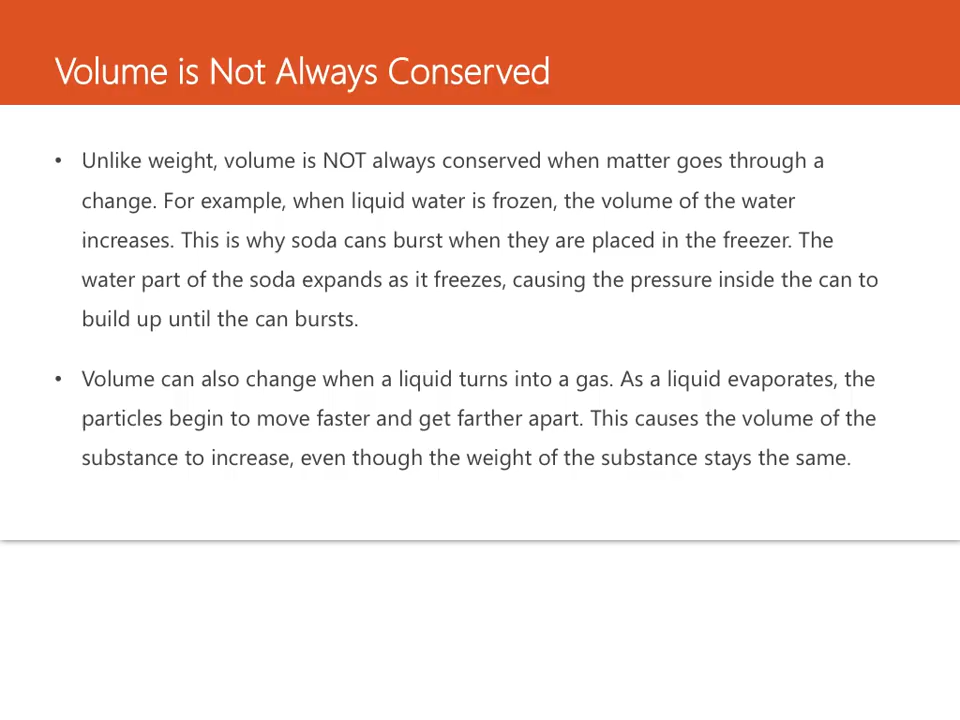 Volume is Not Always Conserved
• Unlike weight, volume is NOT always conserved when matter goes through a
change. For example, when liquid water is frozen, the volume of the water
increases. This is why soda cans burst when they are placed in the freezer. The
water part of the soda expands as it freezes, causing the pressure inside the can to
build up until the can bursts.
• Volume can also change when a liquid turns into a gas. As a liquid evaporates, the
particles begin to move faster and get farther apart. This causes the volume of the
substance to increase, even though the weight of the substance stays the same.